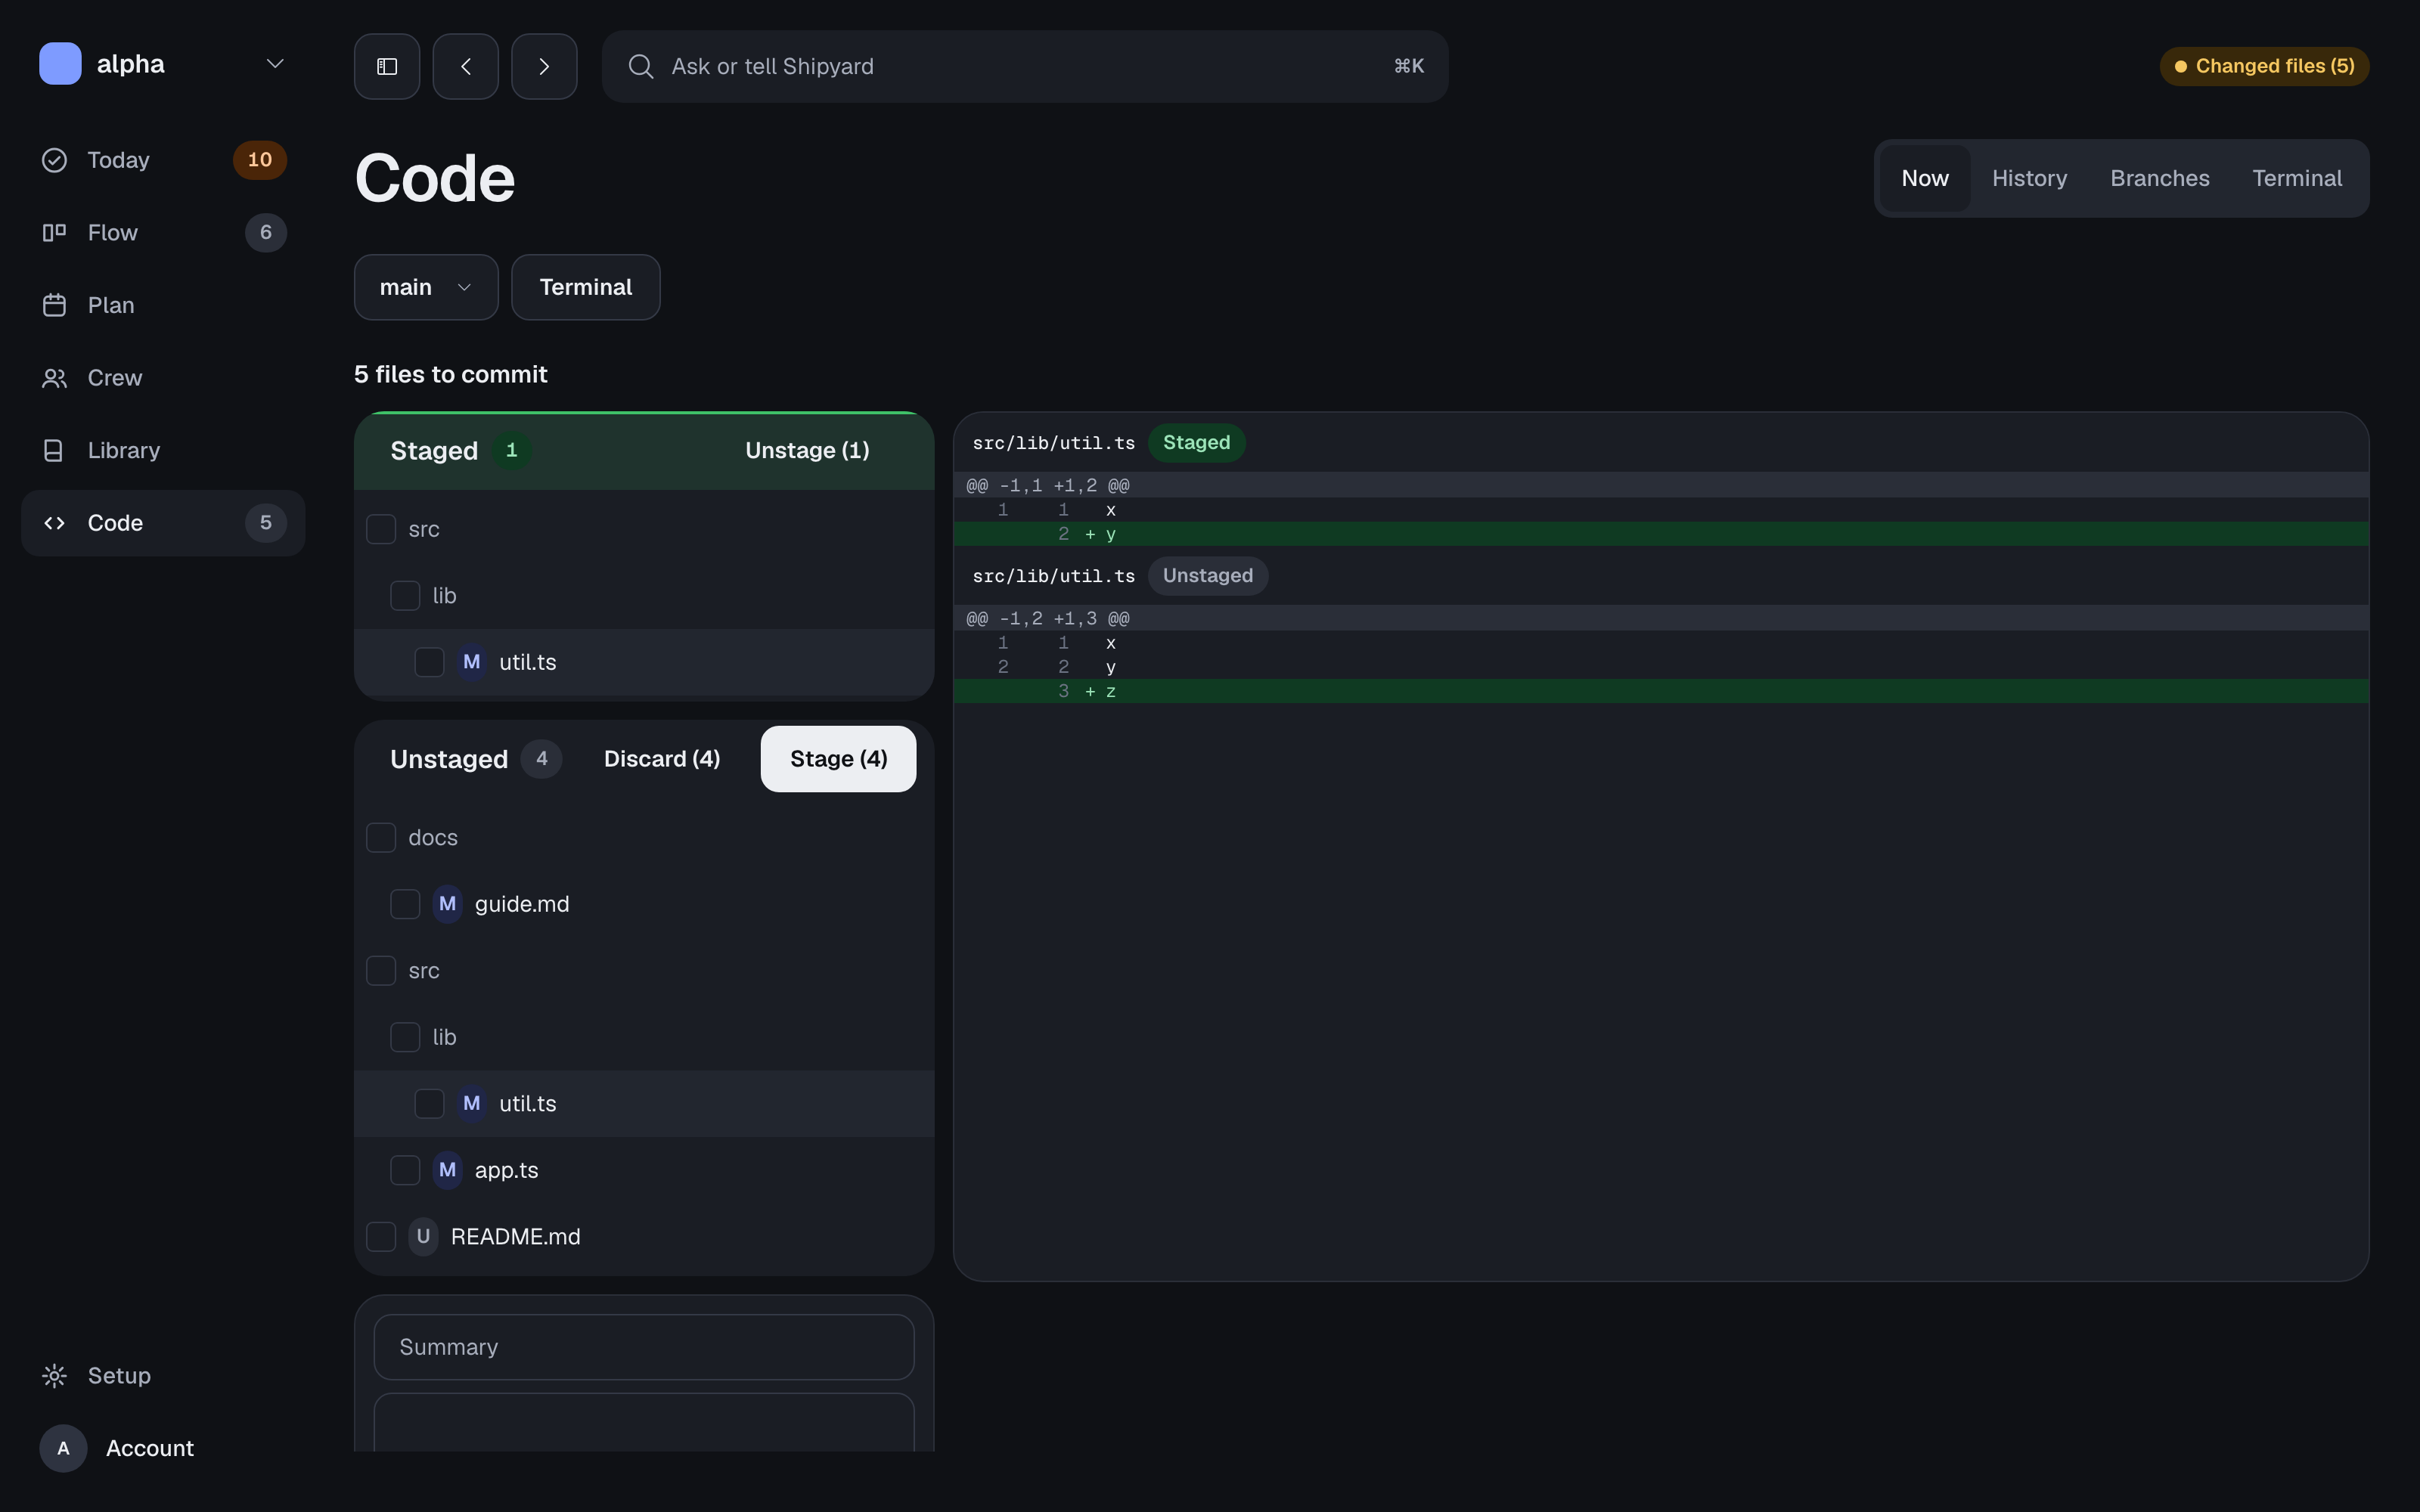 alpha
Today 10
Flow 6
Plan
Crew
Library
Code 5
Setup
A Account
Ask or tell Shipyard ⌘K
Changed files (5)
Code
Now History Branches Terminal
main Terminal
5 files to commit
Staged 1 Unstage (1)
src
lib
M util.ts
Unstaged 4 Discard (4) Stage (4)
docs
M guide.md
src
lib
M util.ts
M app.ts
U README.md
Summary
src/lib/util.ts Staged
@@ -1,1 +1,2 @@
1 1 x
2 + y
src/lib/util.ts Unstaged
@@ -1,2 +1,3 @@
1 1 x
2 2 y
3 + z